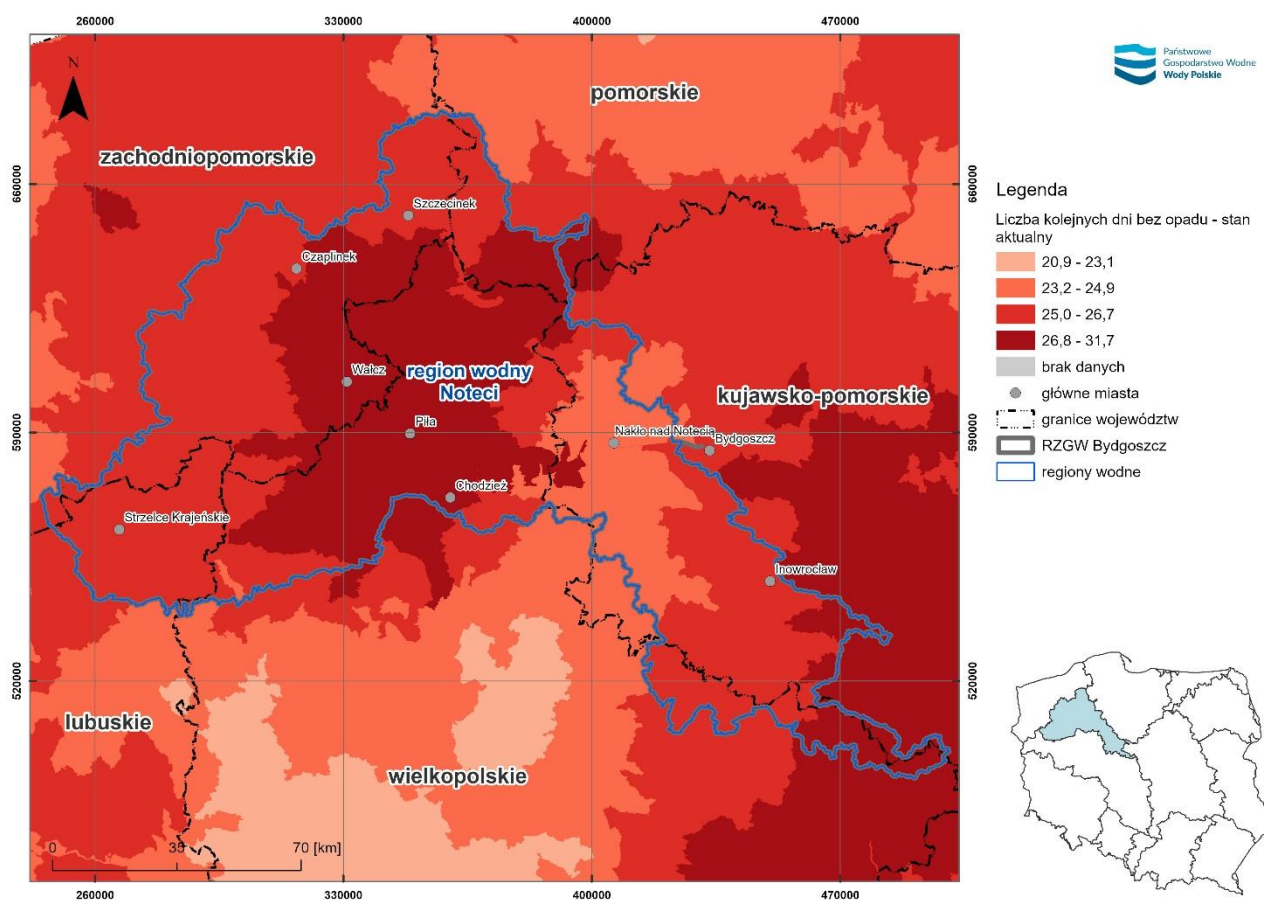 260000
330000
400000
470000
Państwowe
Gospodarstwo Wodne
Wody Polskie
N
pomorskie
zachodniopomorskie
660000
660000
Szczecinek
Czaplinek
Wałcz
region wodny
Noteci
kujawsko-pomorskie
Piła
590000
590000
Nakło nad Notecią
Bydgoszcz
Chodzież
Strzelce Krajeńskie
Inowrocław
520000
520000
lubuskie
wielkopolskie
0
35
70 [km]
260000
330000
400000
470000
Legenda
Liczba kolejnych dni bez opadu - stan
aktualny
20,9 - 23,1
23,2 - 24,9
25,0 - 26,7
26,8 - 31,7
brak danych
główne miasta
granice województw
RZGW Bydgoszcz
regiony wodne